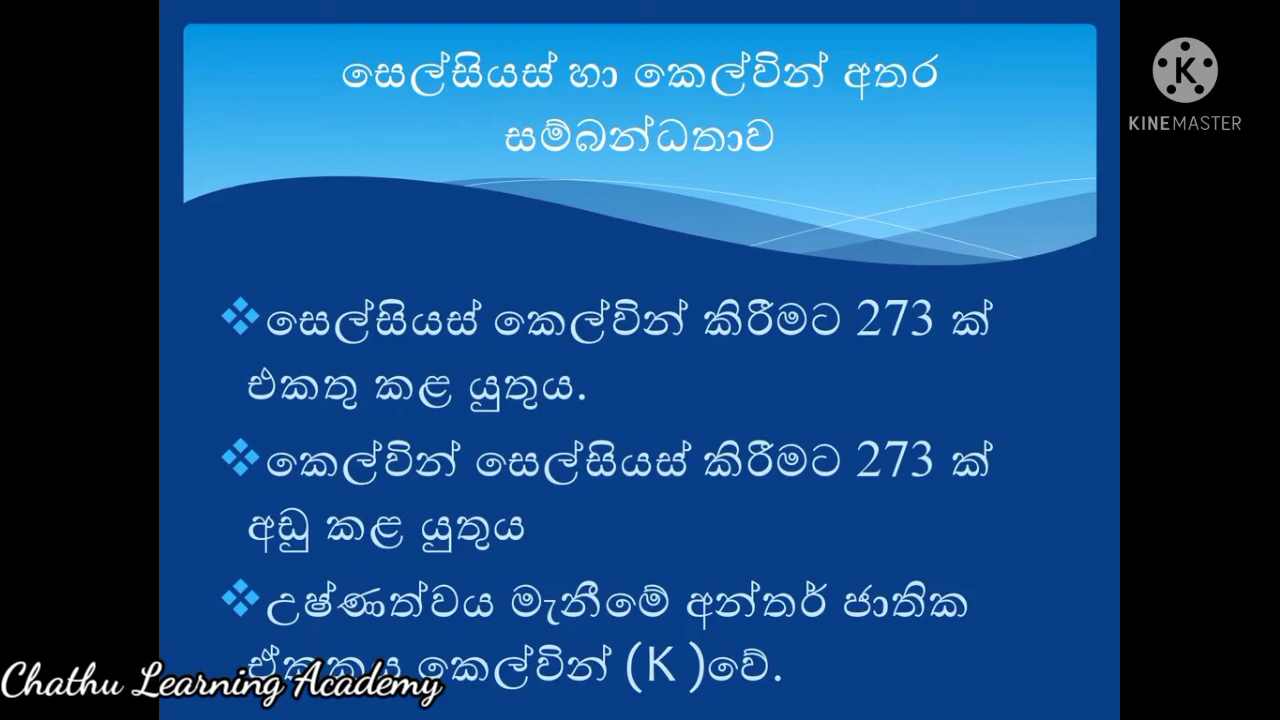 සෙල්සියස් හා කෙල්වින් අතර
සම්බන්ධතාව
KINEMASTER
❖සෙල්සියස් කෙල්වින් කිරීමට 273 ක්
එකතු කළ යුතුය.
❖කෙල්වින් සෙල්සියස් කිරීමට 273 ක්
අඩු කළ යුතුය
❖උෂ්ණත්වය මැනීමේ අන්තර් ජාතික
ඒකකය කෙල්වින් (K )වේ.
Chathu Learning Academy